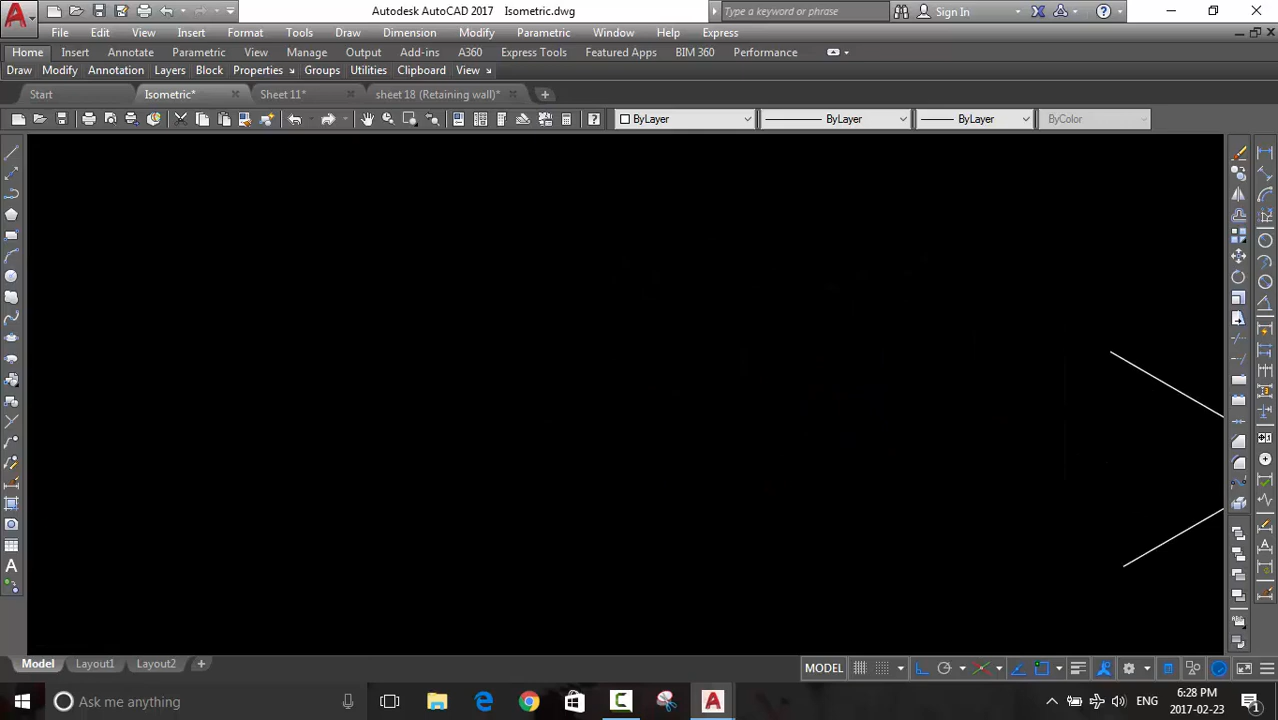 Autodesk AutoCAD 2017 Isometric.dwg
Type a keyword or phrase
Sign In
File Edit View Insert Format Tools Draw Dimension Modify Parametric Window Help Express
Home Insert Annotate Parametric View Manage Output Add-ins A360 Express Tools Featured Apps BIM 360 Performance
Draw Modify Annotation Layers Block Properties Groups Utilities Clipboard View
Start Isometric* Sheet 11* sheet 18 (Retaining wall)*
ByLayer ByLayer ByLayer ByColor
A
A
Model Layout1 Layout2
MODEL
Ask me anything
ENG
6:28 PM
2017-02-23